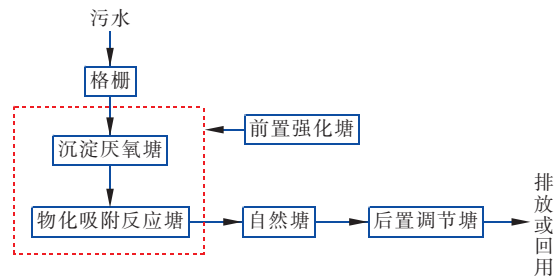 污水
格栅
沉淀厌氧塘
前置强化塘
物化吸附反应塘
自然塘
后置调节塘
排放或回用